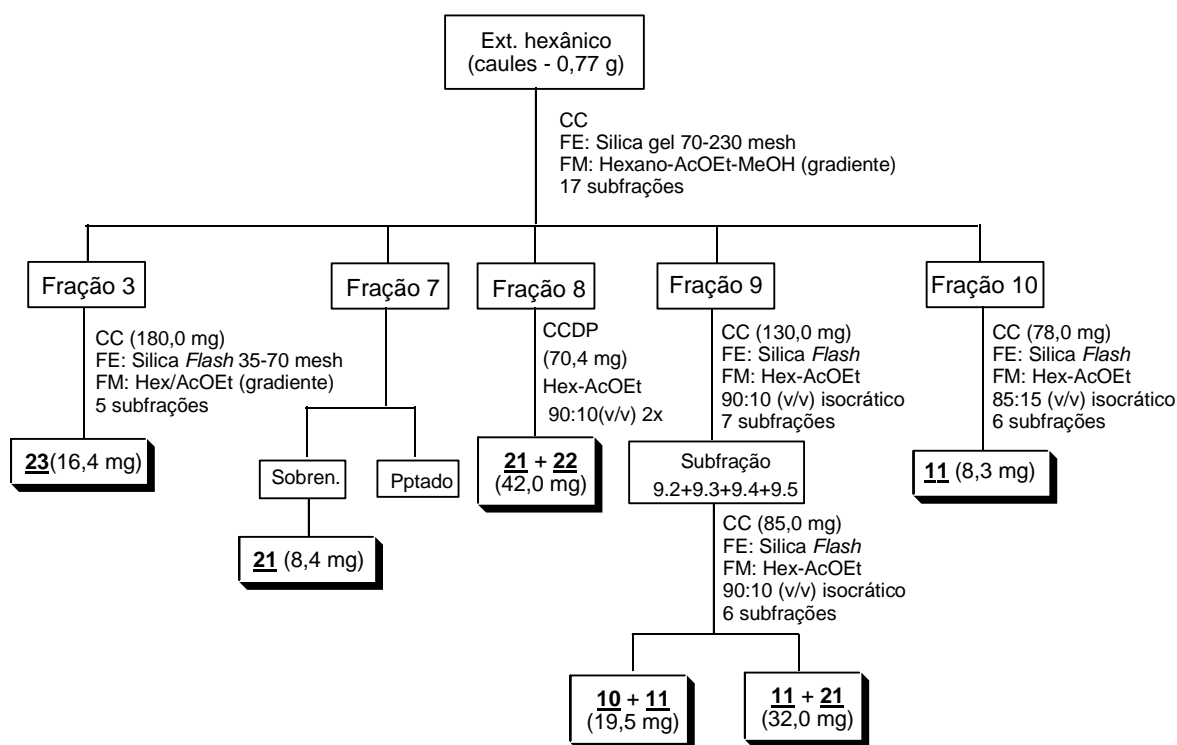 Ext. hexânico
(caules - 0,77 g)
CC
FE: Silica gel 70-230 mesh
FM: Hexano-AcOEt-MeOH (gradiente)
17 subfrações
Fração 3
CC (180,0 mg)
FE: Silica Flash 35-70 mesh
FM: Hex/AcOEt (gradiente)
5 subfrações
23(16,4 mg)
Fração 7
Sobren.
Pptado
21 (8,4 mg)
Fração 8
CCDP
(70,4 mg)
Hex-AcOEt
90:10(v/v) 2x
21 + 22
(42,0 mg)
Fração 9
CC (130,0 mg)
FE: Silica Flash
FM: Hex-AcOEt
90:10 (v/v) isocrático
7 subfrações
Subfração
9.2+9.3+9.4+9.5
CC (85,0 mg)
FE: Silica Flash
FM: Hex-AcOEt
90:10 (v/v) isocrático
6 subfrações
10 + 11
(19,5 mg)
11 + 21
(32,0 mg)
Fração 10
CC (78,0 mg)
FE: Silica Flash
FM: Hex-AcOEt
85:15 (v/v) isocrático
6 subfrações
11 (8,3 mg)